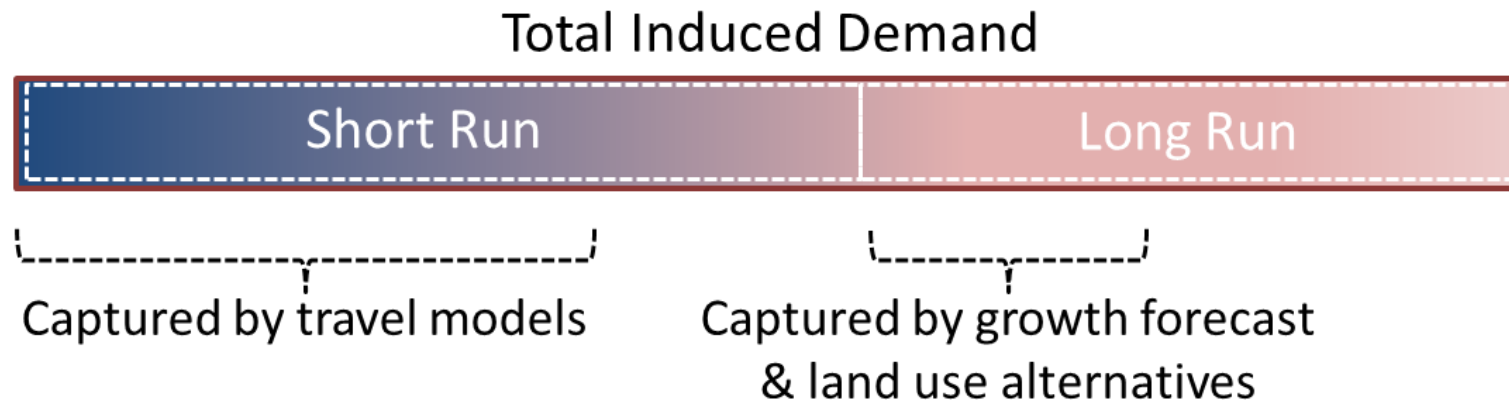 Total Induced Demand
Short Run Long Run
Captured by travel models
Captured by growth forecast
& land use alternatives